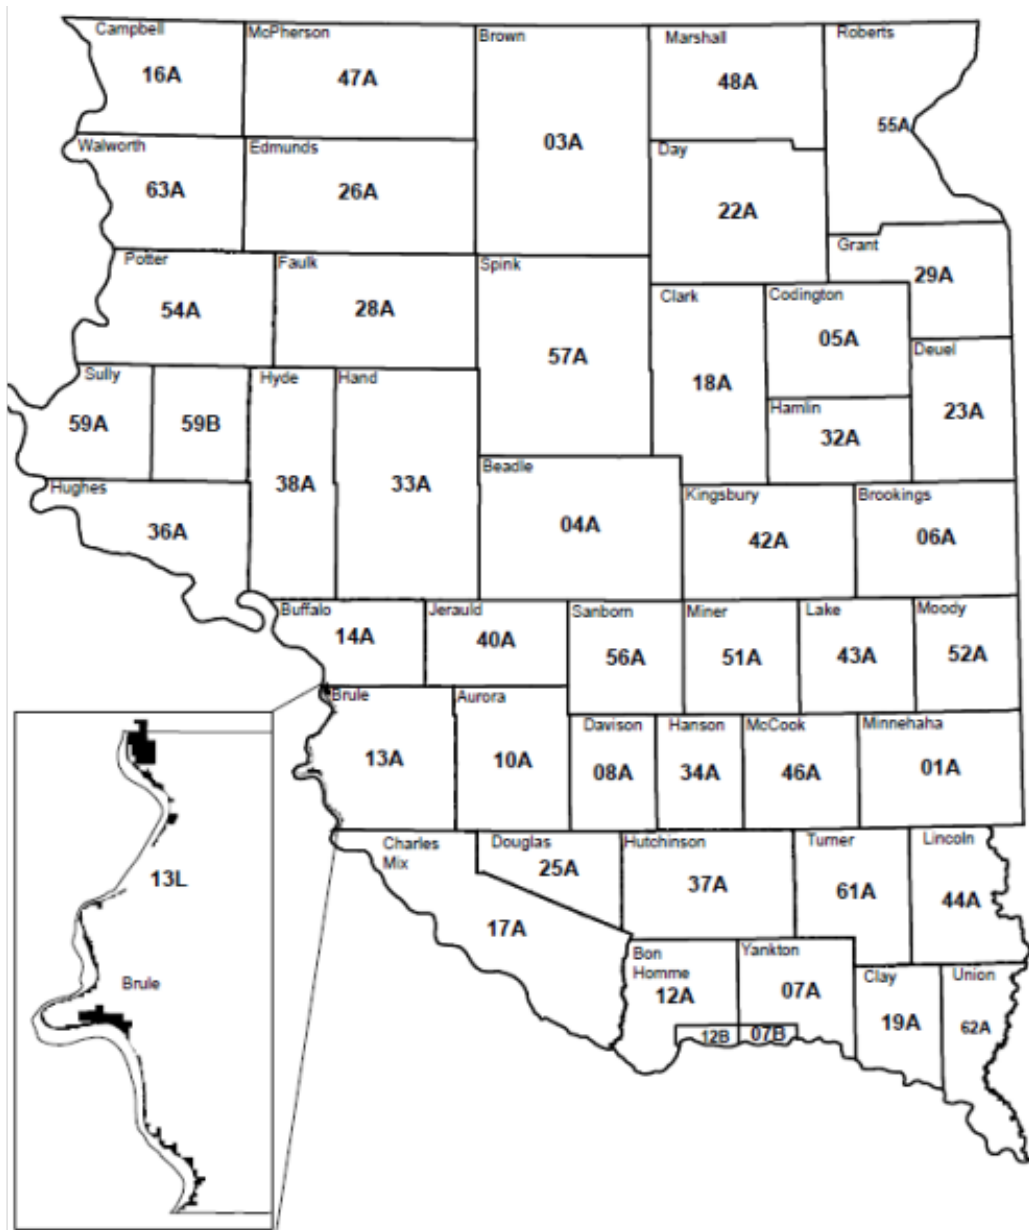 Campbell
16A
McPherson
47A
Brown
03A
Marshall
48A
Roberts
55A
Walworth
63A
Edmunds
26A
Day
22A
Grant
29A
Potter
54A
Faulk
28A
Spink
57A
Clark
18A
Codington
05A
Deuel
23A
Hamlin
32A
Sully
59A
59B
Hyde
38A
Hand
33A
Beadle
04A
Kingsbury
42A
Brookings
06A
Hughes
36A
Buffalo
14A
Jerauld
40A
Sanborn
56A
Miner
51A
Lake
43A
Moody
52A
Brule
13A
Aurora
10A
Davison
08A
Hanson
34A
McCook
46A
Minnehaha
01A
Charles
Mix
17A
Douglas
25A
Hutchinson
37A
Turner
61A
Lincoln
44A
Bon
Homme
12A
Yankton
07A
12B
07B
Clay
19A
Union
62A
13L
Brule